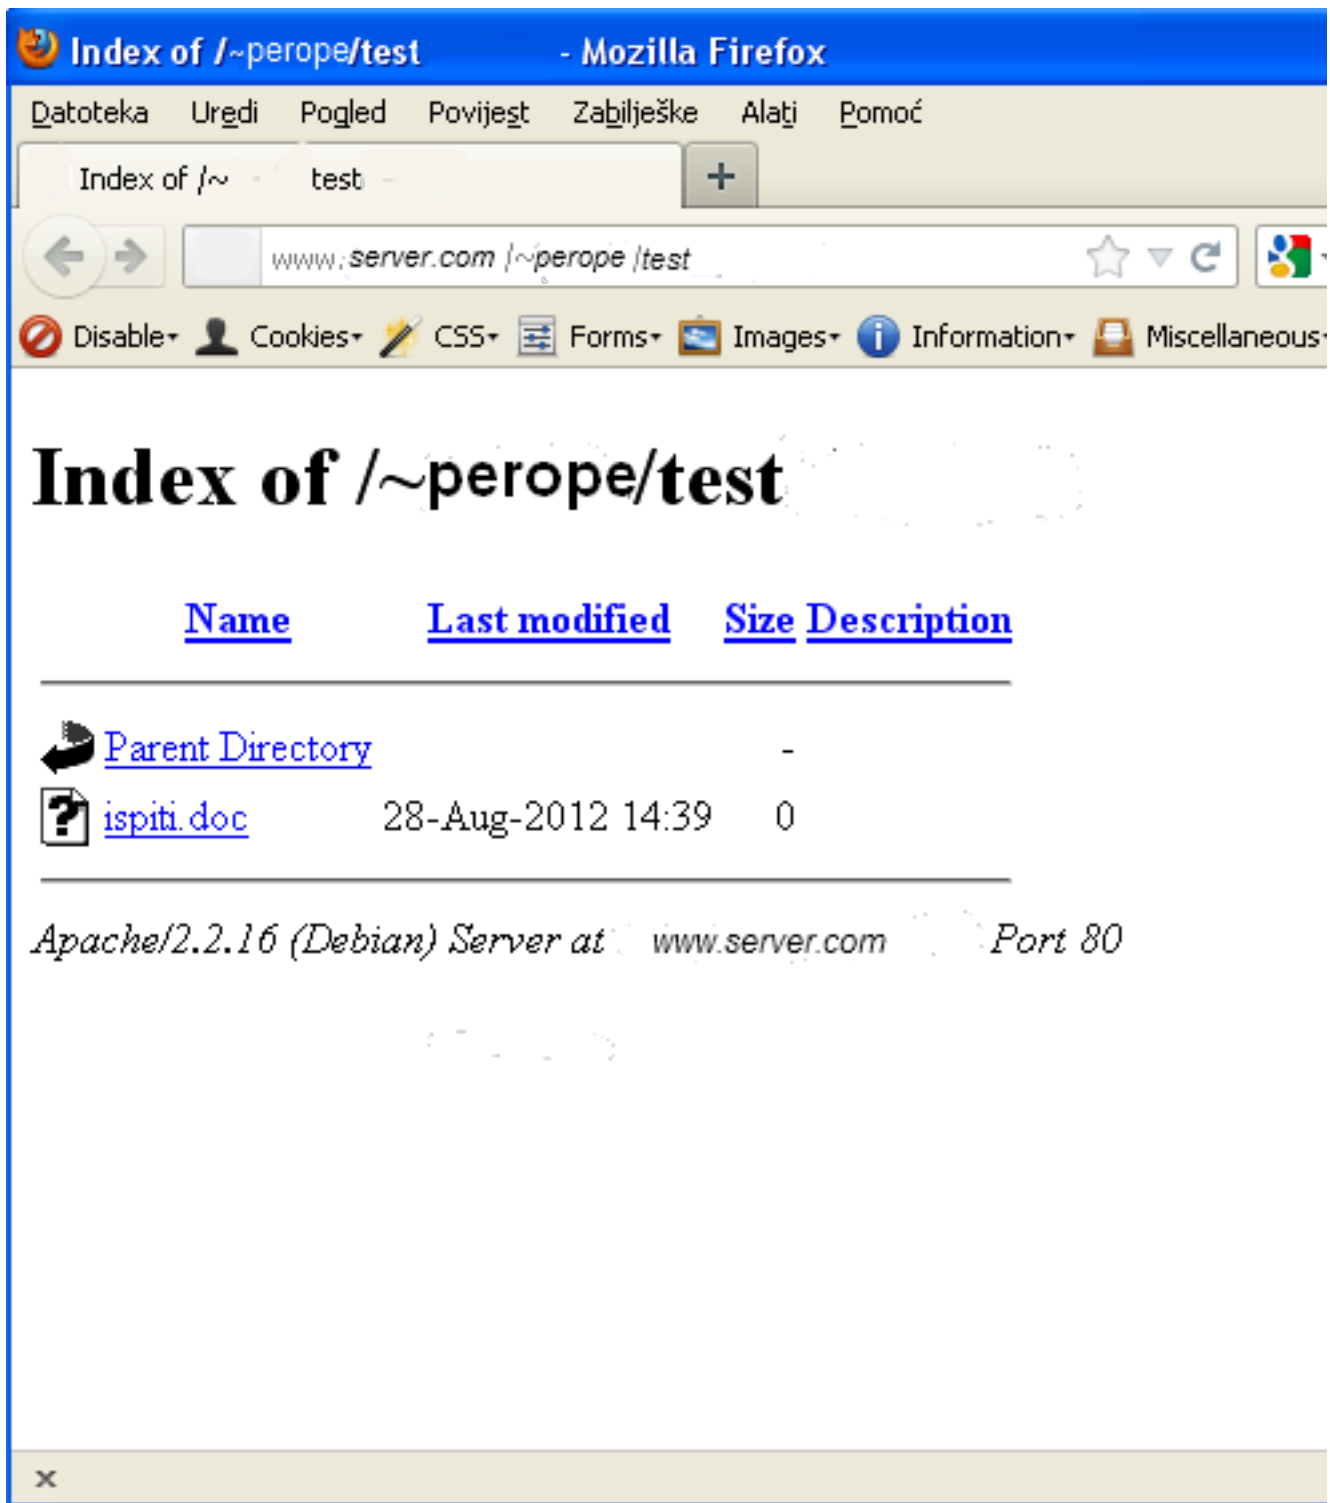 Index of /~perope/test - Mozilla Firefox
Datoteka Uredi Pogled Povijest Zabilješke Alati Pomoć
Index of /~ test +
www.server.com /~perope /test
Disable Cookies CSS Forms Images Information Miscellaneous
Index of /~perope/test
Name Last modified Size Description
Parent Directory -
ispiti.doc 28-Aug-2012 14:39 0
Apache/2.2.16 (Debian) Server at www.server.com Port 80